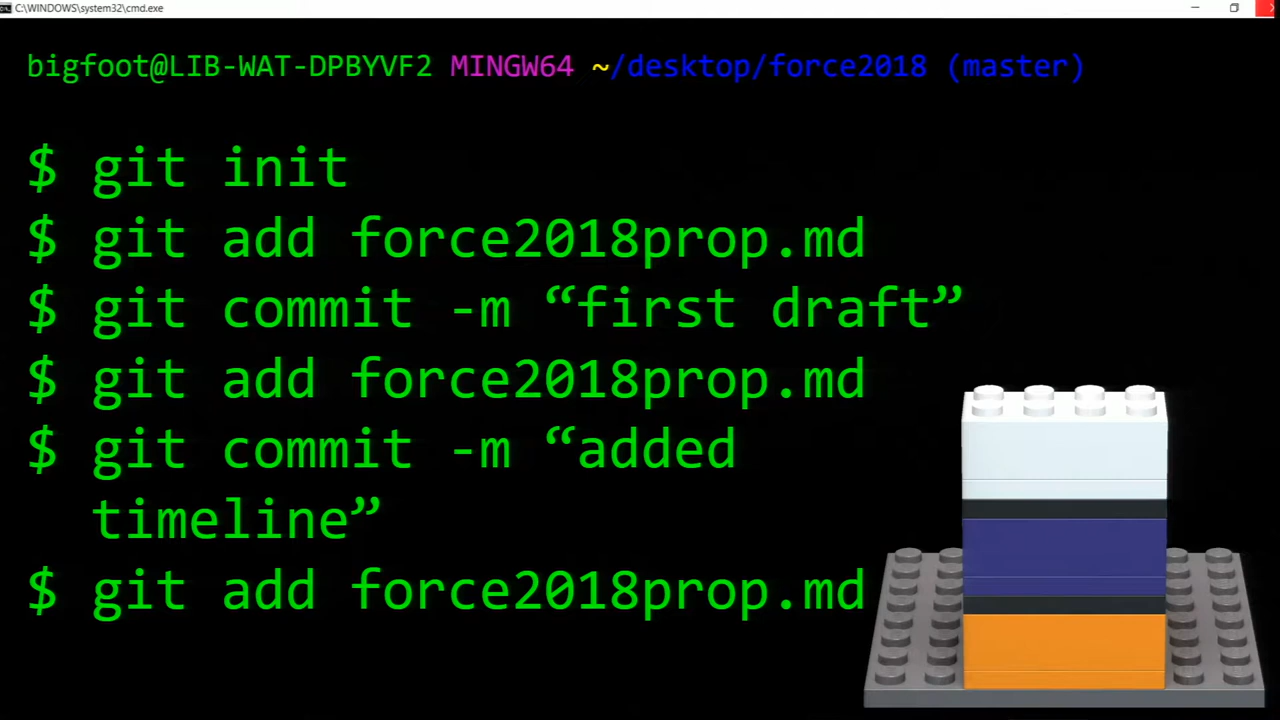 C:\WINDOWS\system32\cmd.exe
bigfoot@LIB-WAT-DPBYVF2 MINGW64 ~/desktop/force2018 (master)
$ git init
$ git add force2018prop.md
$ git commit -m “first draft”
$ git add force2018prop.md
$ git commit -m “added
timeline”
$ git add force2018prop.md